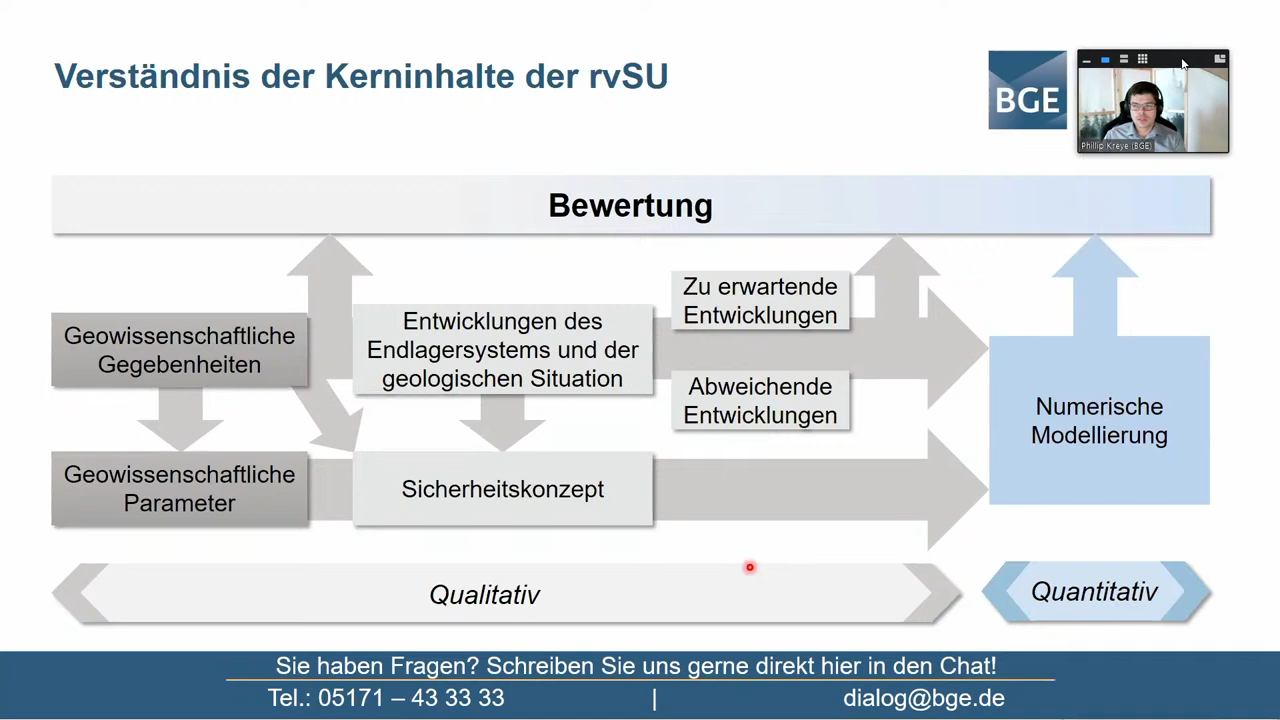 Verständnis der Kerninhalte der rvSU
BGE
Phillip Kreye (BGE)
Bewertung
Geowissenschaftliche
Gegebenheiten
Entwicklungen des
Endlagersystems und der
geologischen Situation
Zu erwartende
Entwicklungen
Abweichende
Entwicklungen
Numerische
Modellierung
Geowissenschaftliche
Parameter
Sicherheitskonzept
Qualitativ
Quantitativ
Sie haben Fragen? Schreiben Sie uns gerne direkt hier in den Chat!
Tel.: 05171 – 43 33 33 | dialog@bge.de